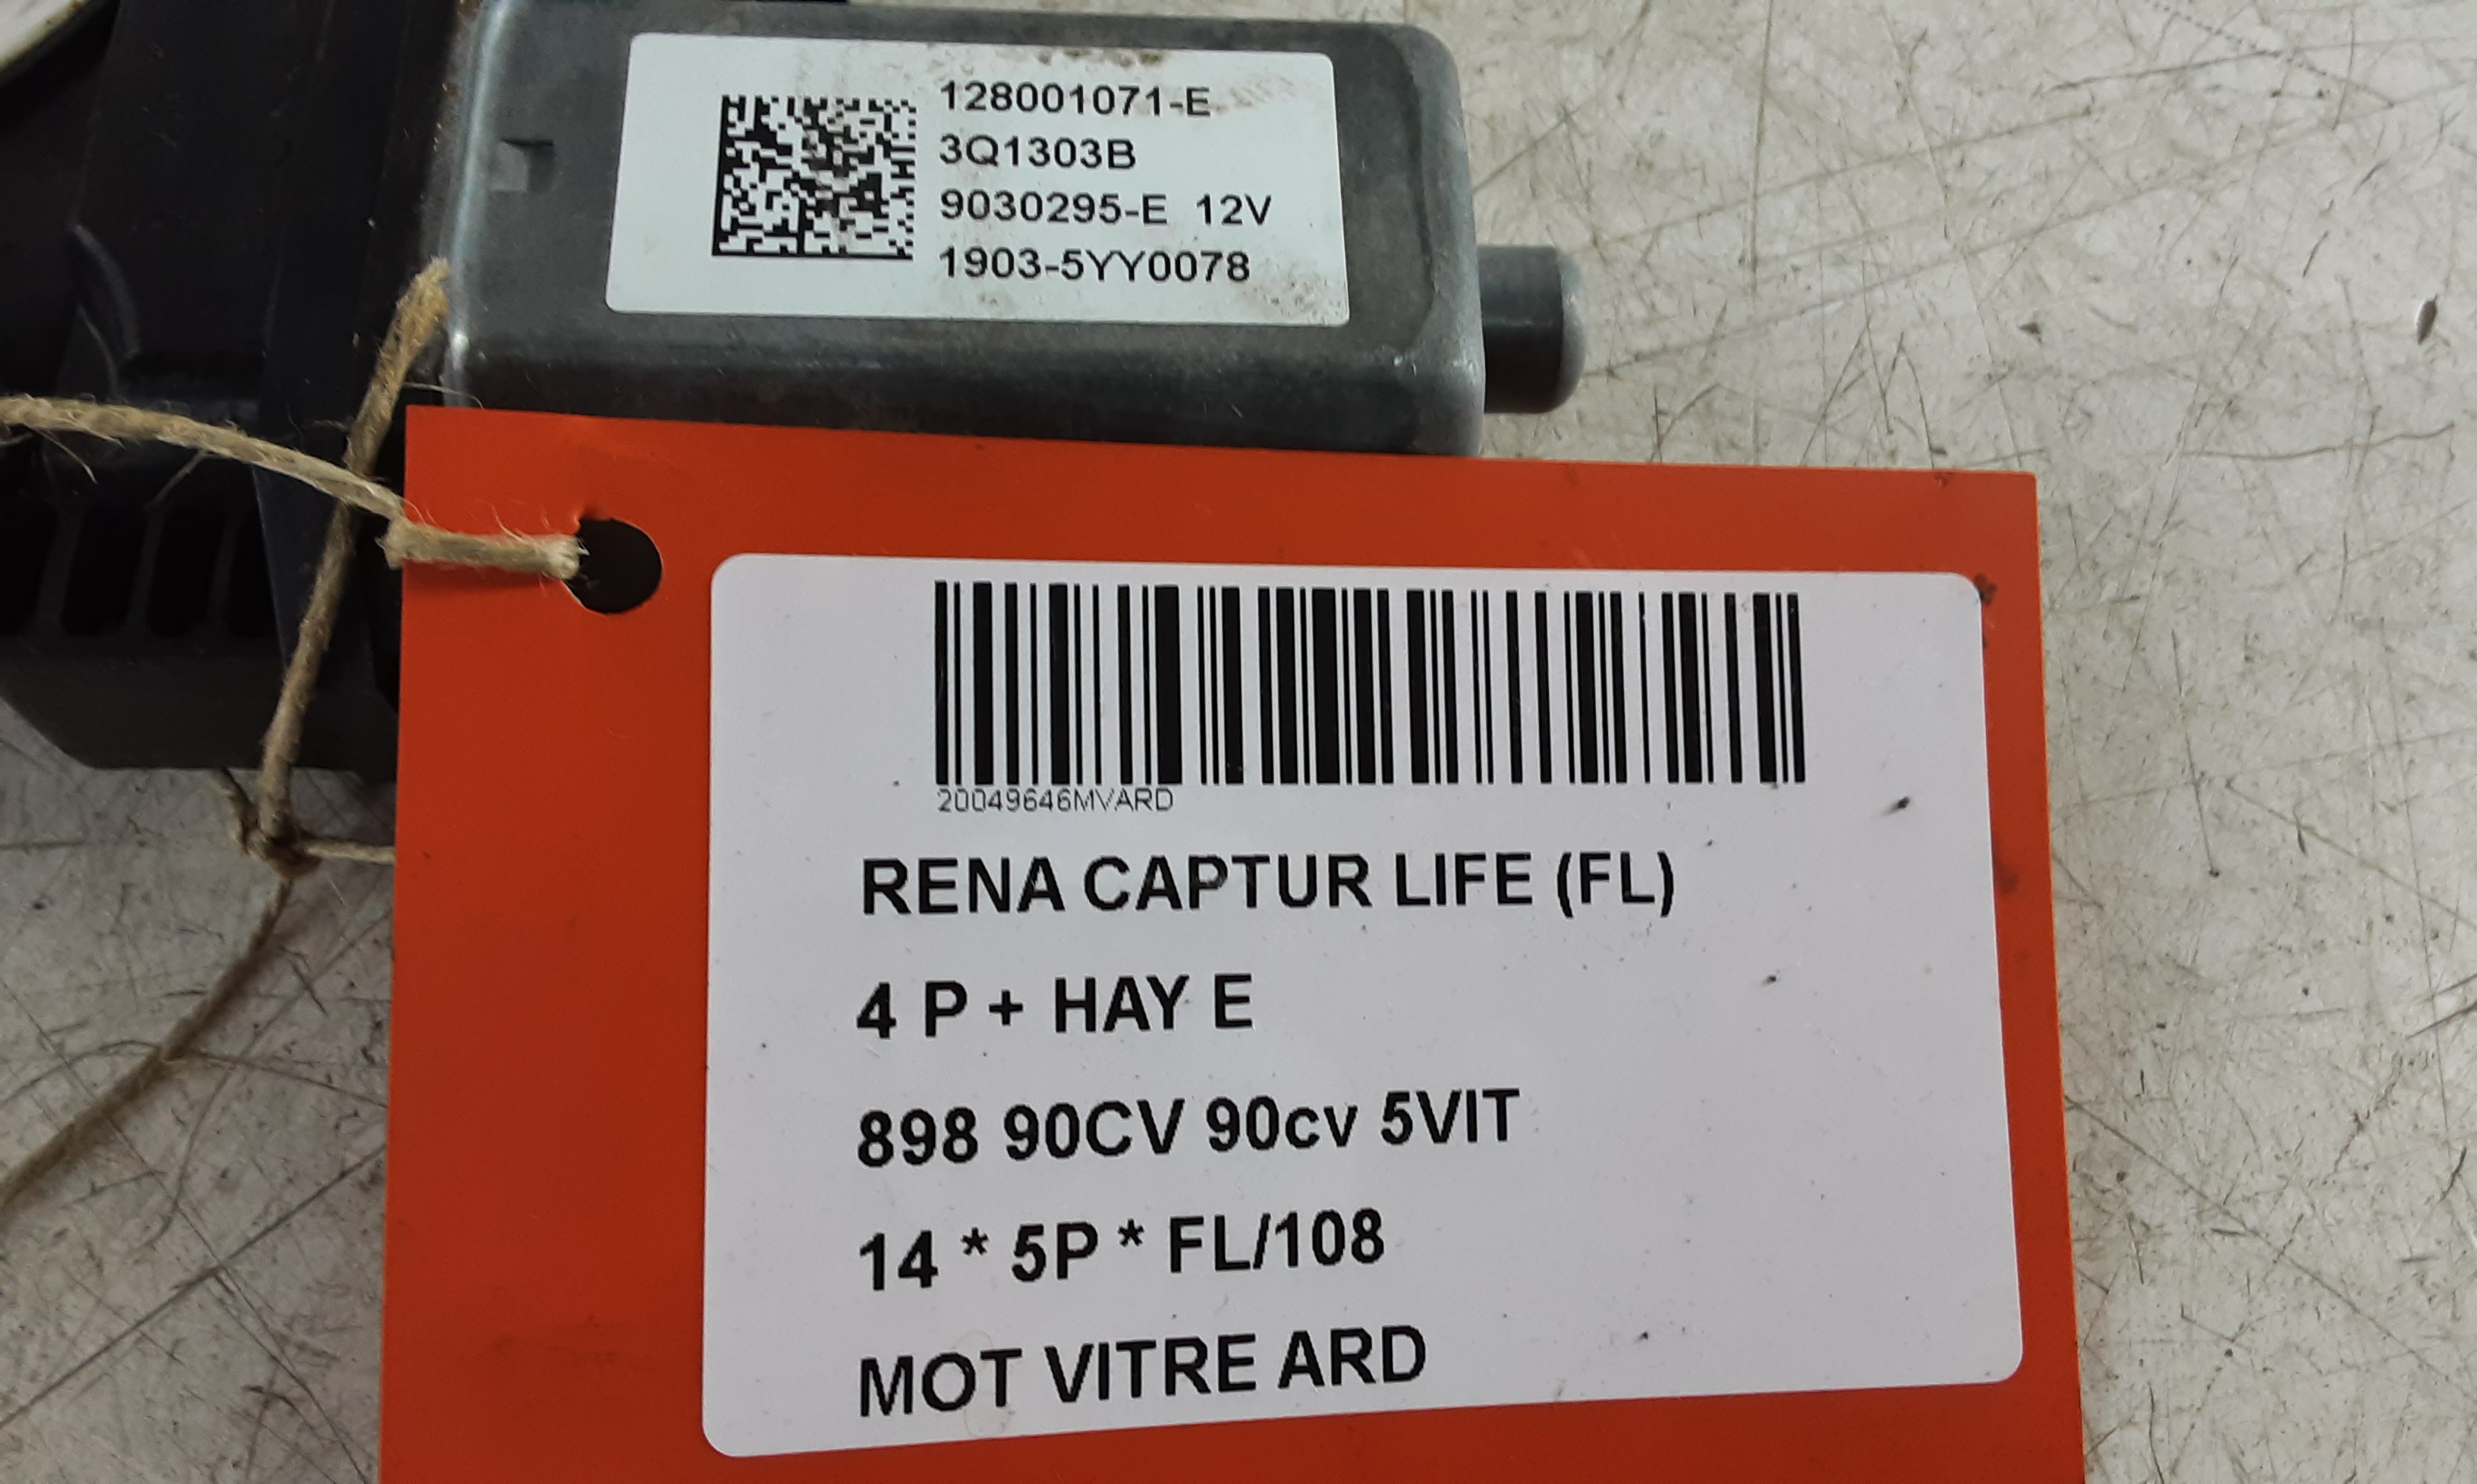 128001071-E
3Q1303B
9030295-E 12V
1903-5YY0078
20049646MVARD
RENA CAPTUR LIFE (FL)
4 P + HAY E
898 90CV 90cv 5VIT
14 * 5P * FL/108
MOT VITRE ARD